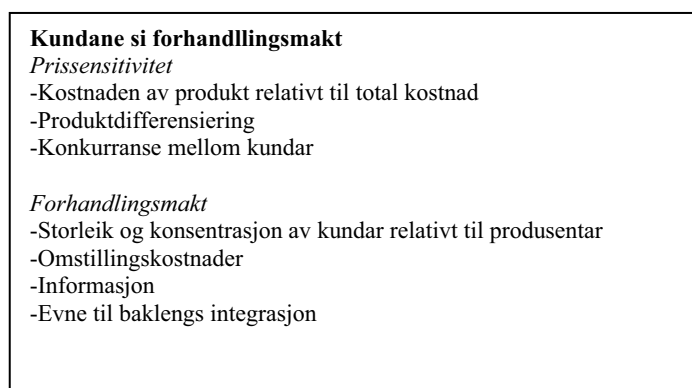 Kundane si forhandllingsmakt
Prissensitivitet
-Kostnaden av produkt relativt til total kostnad
-Produktdifferensiering
-Konkurranse mellom kundar
Forhandlingsmakt
-Storleik og konsentrasjon av kundar relativt til produsentar
-Omstillingskostnader
-Informasjon
-Evne til baklengs integrasjon